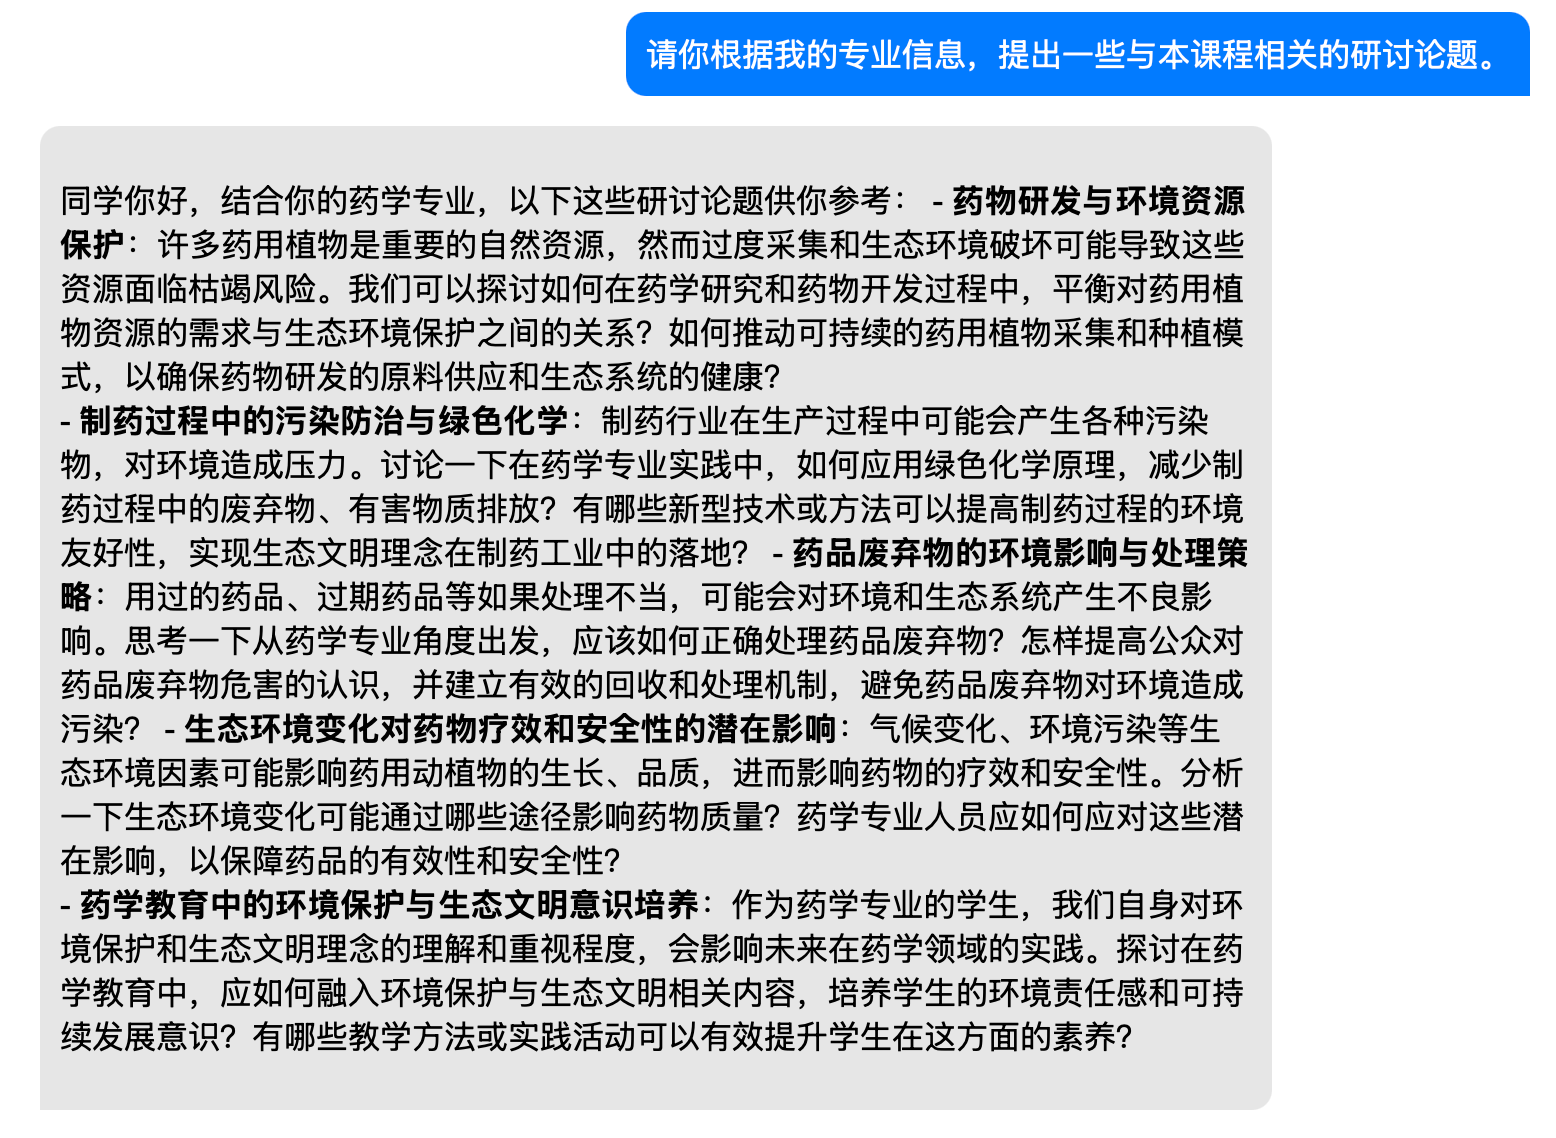 请你根据我的专业信息，提出一些与本课程相关的研讨论题。
同学你好，结合你的药学专业，以下这些研讨论题供你参考： - 药物研发与环境资源
保护：许多药用植物是重要的自然资源，然而过度采集和生态环境破坏可能导致这些
资源面临枯竭风险。我们可以探讨如何在药学研究和药物开发过程中，平衡对药用植
物资源的需求与生态环境保护之间的关系？如何推动可持续的药用植物采集和种植模
式，以确保药物研发的原料供应和生态系统的健康？
- 制药过程中的污染防治与绿色化学：制药行业在生产过程中可能会产生各种污染
物，对环境造成压力。讨论一下在药学专业实践中，如何应用绿色化学原理，减少制
药过程中的废弃物、有害物质排放？有哪些新型技术或方法可以提高制药过程的环境
友好性，实现生态文明理念在制药工业中的落地？ - 药品废弃物的环境影响与处理策
略：用过的药品、过期药品等如果处理不当，可能会对环境和生态系统产生不良影
响。思考一下从药学专业角度出发，应该如何正确处理药品废弃物？怎样提高公众对
药品废弃物危害的认识，并建立有效的回收和处理机制，避免药品废弃物对环境造成
污染？ - 生态环境变化对药物疗效和安全性的潜在影响：气候变化、环境污染等生
态环境因素可能影响药用动植物的生长、品质，进而影响药物的疗效和安全性。分析
一下生态环境变化可能通过哪些途径影响药物质量？药学专业人员应如何应对这些潜
在影响，以保障药品的有效性和安全性？
- 药学教育中的环境保护与生态文明意识培养：作为药学专业的学生，我们自身对环
境保护和生态文明理念的理解和重视程度，会影响未来在药学领域的实践。探讨在药
学教育中，应如何融入环境保护与生态文明相关内容，培养学生的环境责任感和可持
续发展意识？有哪些教学方法或实践活动可以有效提升学生在这方面的素养？